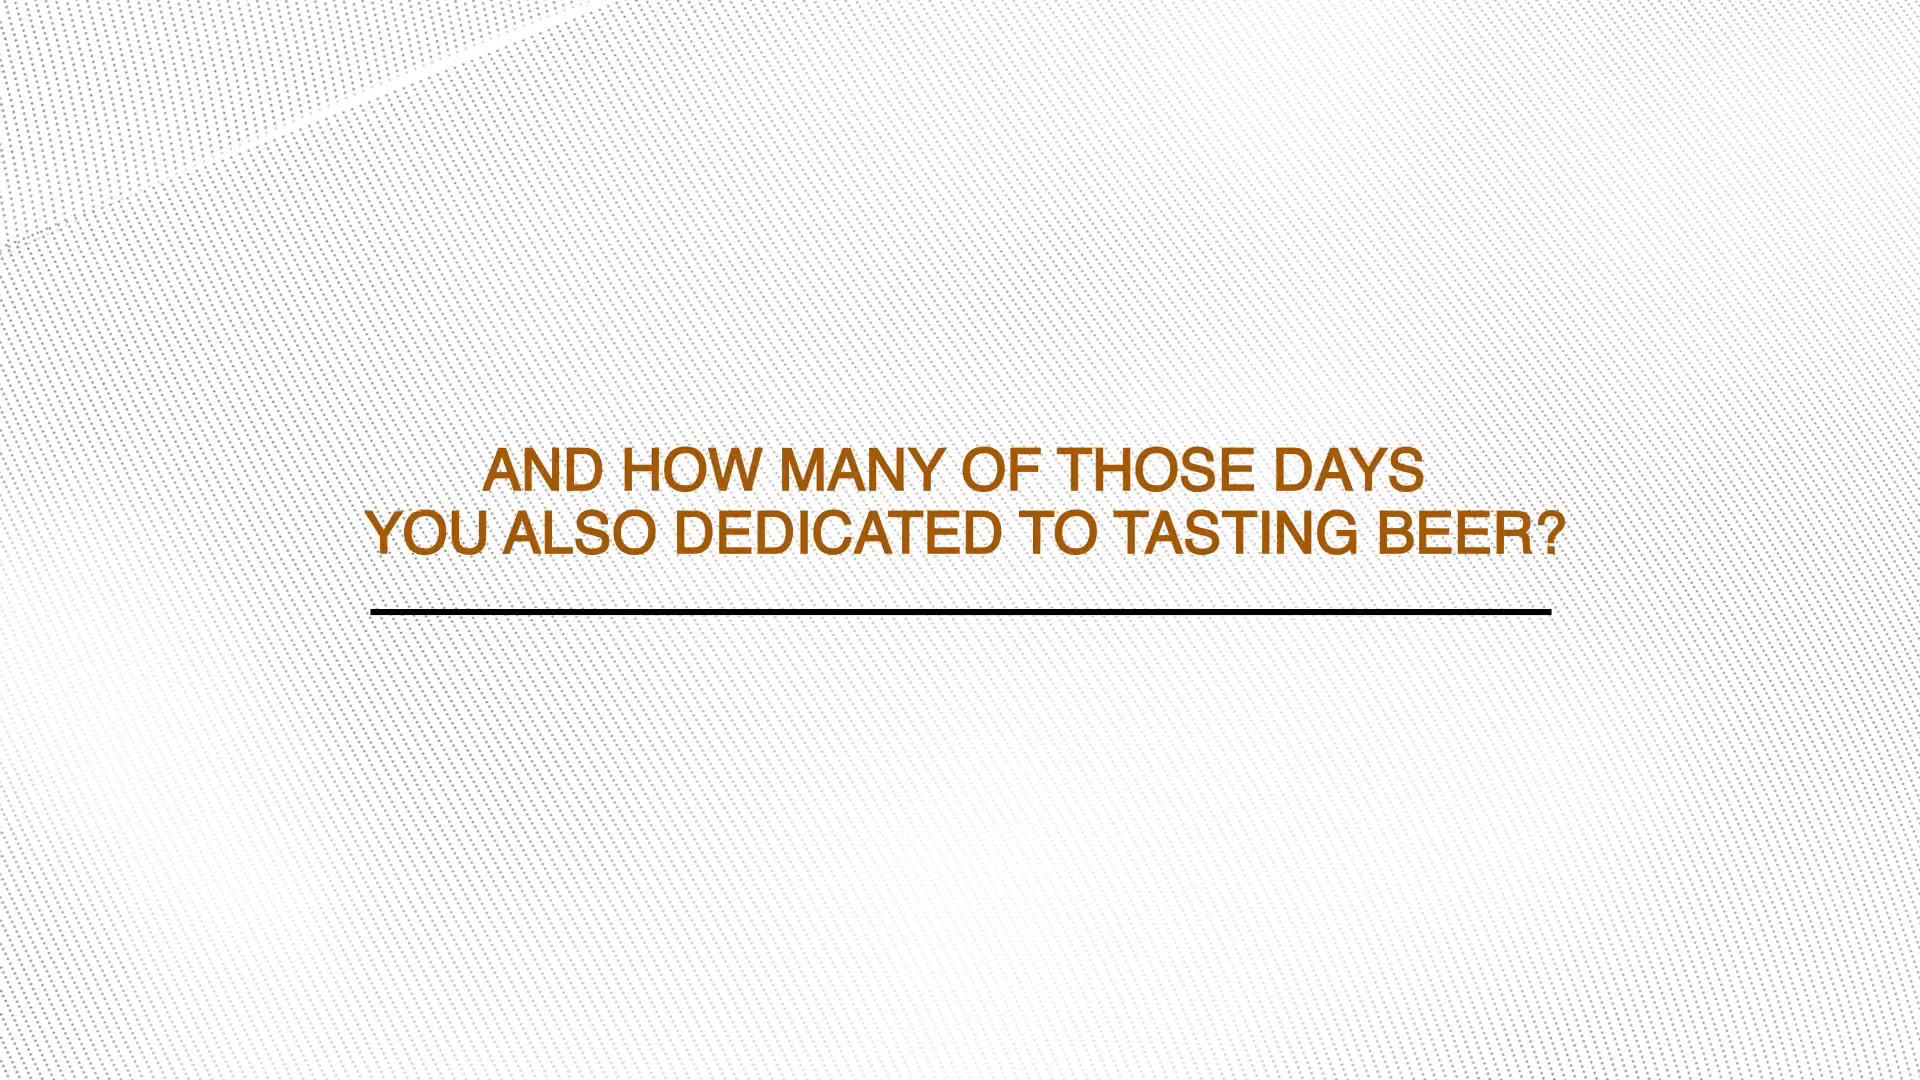 AND HOW MANY OF THOSE DAYS
YOU ALSO DEDICATED TO TASTING BEER?